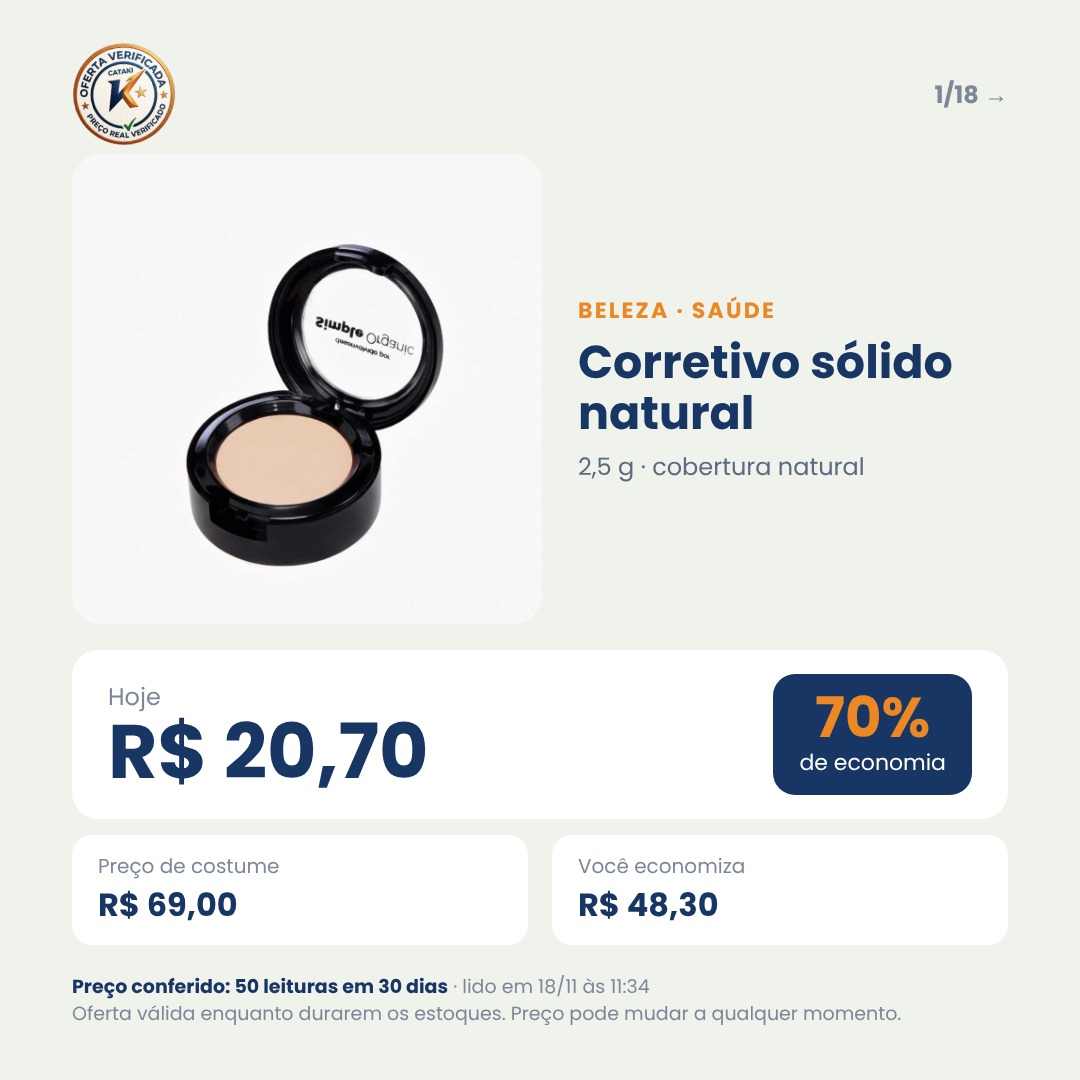 OFERTA VERIFICADA
CATAKI
K
PREÇO REAL VERIFICADO
1/18 →
Simple Organic
desenvolvido por
BELEZA · SAÚDE
Corretivo sólido
natural
2,5 g · cobertura natural
Hoje
R$ 20,70
70%
de economia
Preço de costume
R$ 69,00
Você economiza
R$ 48,30
Preço conferido: 50 leituras em 30 dias · lido em 18/11 às 11:34
Oferta válida enquanto durarem os estoques. Preço pode mudar a qualquer momento.